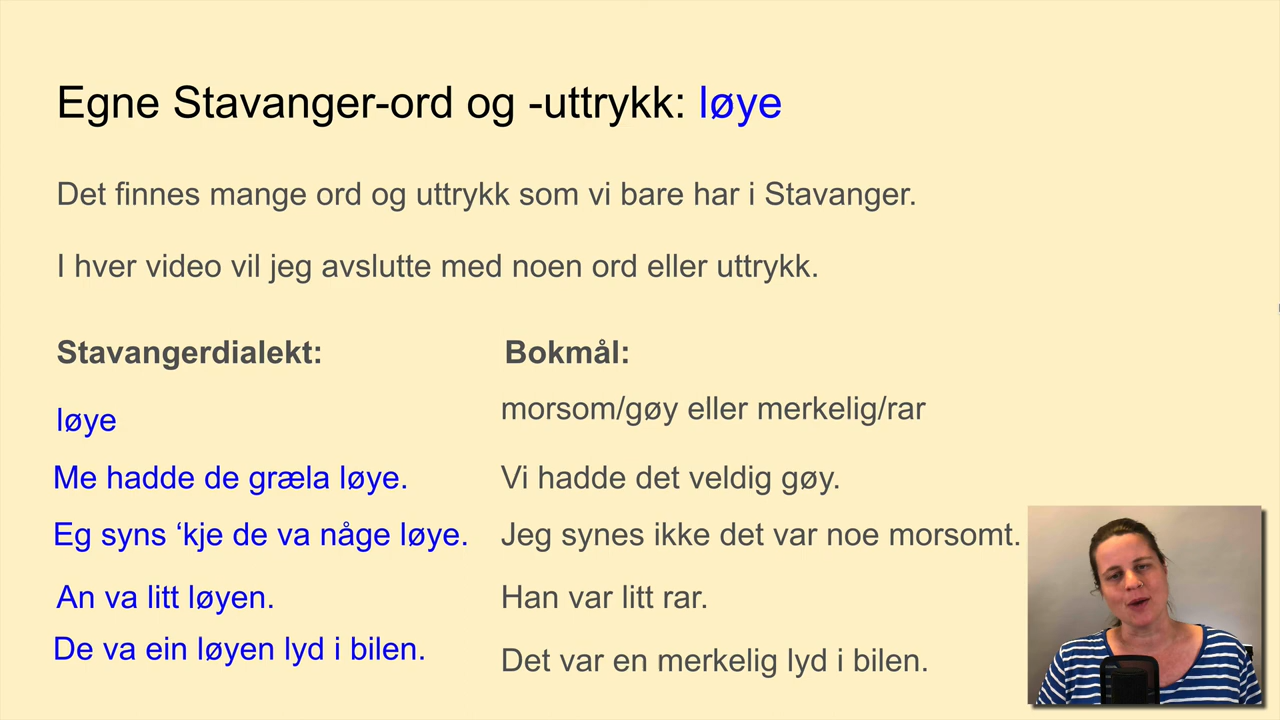 Egne Stavanger-ord og -uttrykk: løye
Det finnes mange ord og uttrykk som vi bare har i Stavanger.
I hver video vil jeg avslutte med noen ord eller uttrykk.
Stavangerdialekt: Bokmål:
løye morsom/gøy eller merkelig/rar
Me hadde de græla løye. Vi hadde det veldig gøy.
Eg syns ‘kje de va någe løye. Jeg synes ikke det var noe morsomt.
An va litt løyen. Han var litt rar.
De va ein løyen lyd i bilen. Det var en merkelig lyd i bilen.